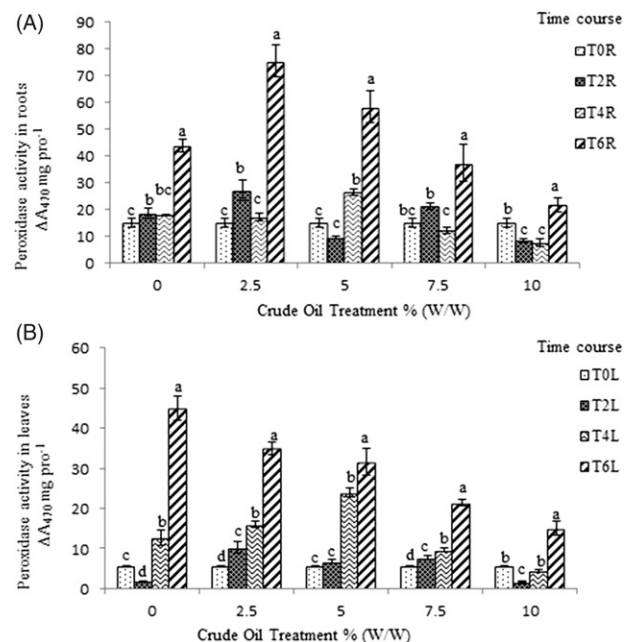 (A)
Time course
T0R
T2R
T4R
T6R
Peroxidase activity in roots
ΔA₄₇₀ mg pro⁻¹
90
80
70
60
50
40
30
20
10
0
c b bc a
c b c a
c c b a
bc b c a
b c c a
0 2.5 5 7.5 10
Crude Oil Treatment % (W/W)
(B)
Time course
T0L
T2L
T4L
T6L
Peroxidase activity in leaves
ΔA₄₇₀ mg pro⁻¹
60
50
40
30
20
10
0
c d b a
d c b a
c c b a
d c b a
b c b a
0 2.5 5 7.5 10
Crude Oil Treatment % (W/W)